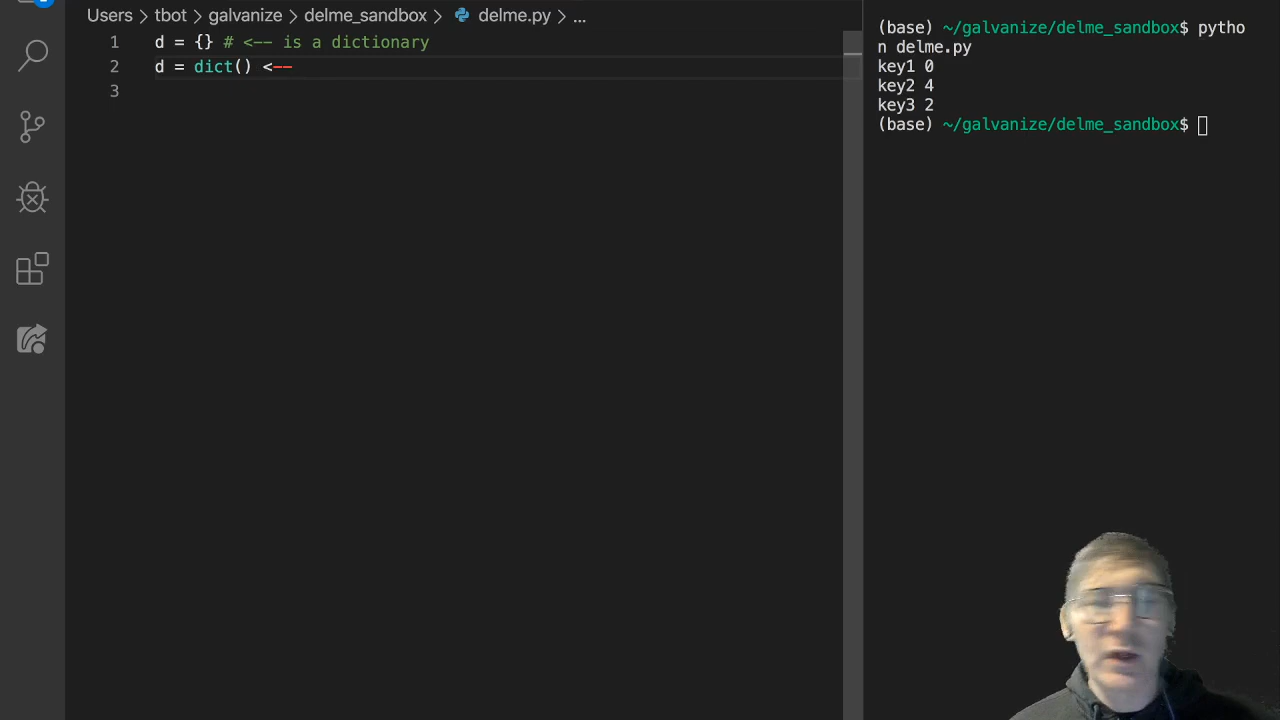 Users > tbot > galvanize > delme_sandbox > delme.py > ...
1 d = {} # <-- is a dictionary
2 d = dict() <--
3
(base) ~/galvanize/delme_sandbox$ pytho
n delme.py
key1 0
key2 4
key3 2
(base) ~/galvanize/delme_sandbox$